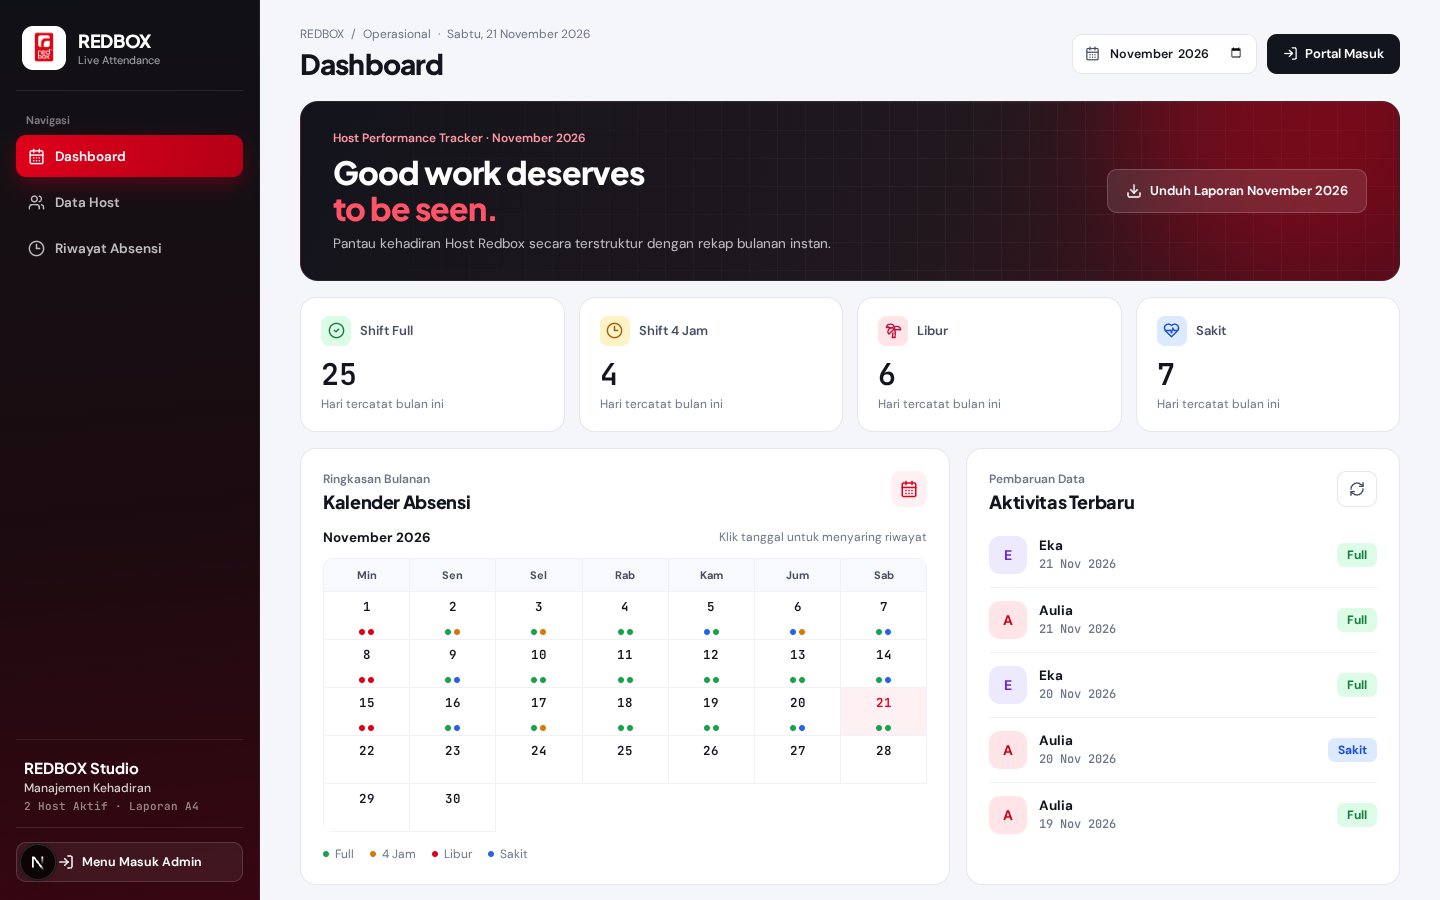 red
box
REDBOX
Live Attendance
Navigasi
Dashboard
Data Host
Riwayat Absensi
REDBOX Studio
Manajemen Kehadiran
2 Host Aktif · Laporan A4
N
Menu Masuk Admin
REDBOX / Operasional · Sabtu, 21 November 2026
Dashboard
November 2026
Portal Masuk
Host Performance Tracker · November 2026
Good work deserves
to be seen.
Pantau kehadiran Host Redbox secara terstruktur dengan rekap bulanan instan.
Unduh Laporan November 2026
Shift Full
25
Hari tercatat bulan ini
Shift 4 Jam
4
Hari tercatat bulan ini
Libur
6
Hari tercatat bulan ini
Sakit
7
Hari tercatat bulan ini
Ringkasan Bulanan
Kalender Absensi
November 2026
Klik tanggal untuk menyaring riwayat
Min Sen Sel Rab Kam Jum Sab
1 2 3 4 5 6 7
8 9 10 11 12 13 14
15 16 17 18 19 20 21
22 23 24 25 26 27 28
29 30
Full 4 Jam Libur Sakit
Pembaruan Data
Aktivitas Terbaru
E
Eka
21 Nov 2026
Full
A
Aulia
21 Nov 2026
Full
E
Eka
20 Nov 2026
Full
A
Aulia
20 Nov 2026
Sakit
A
Aulia
19 Nov 2026
Full